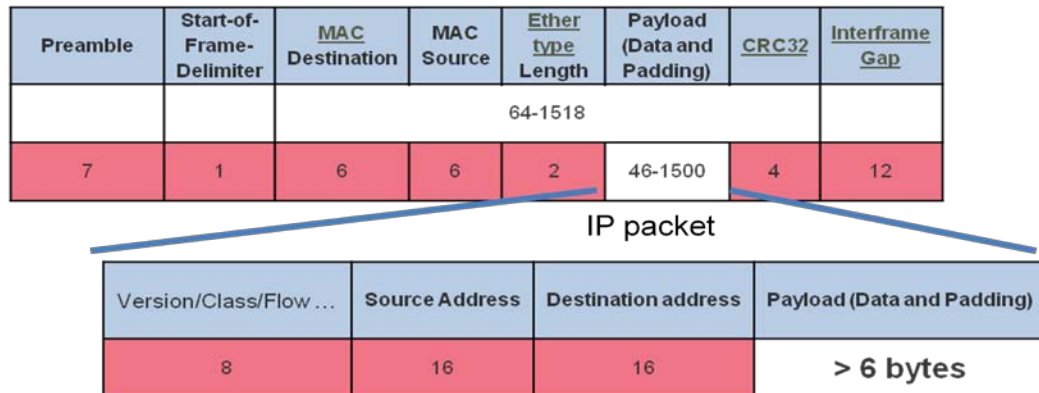 Preamble
Start-of-
Frame-
Delimiter
MAC
Destination
MAC
Source
Ether
type
Length
Payload
(Data and
Padding)
CRC32
Interframe
Gap
64-1518
7
1
6
6
2
46-1500
4
12
IP packet
Version/Class/Flow ...
Source Address
Destination address
Payload (Data and Padding)
8
16
16
> 6 bytes